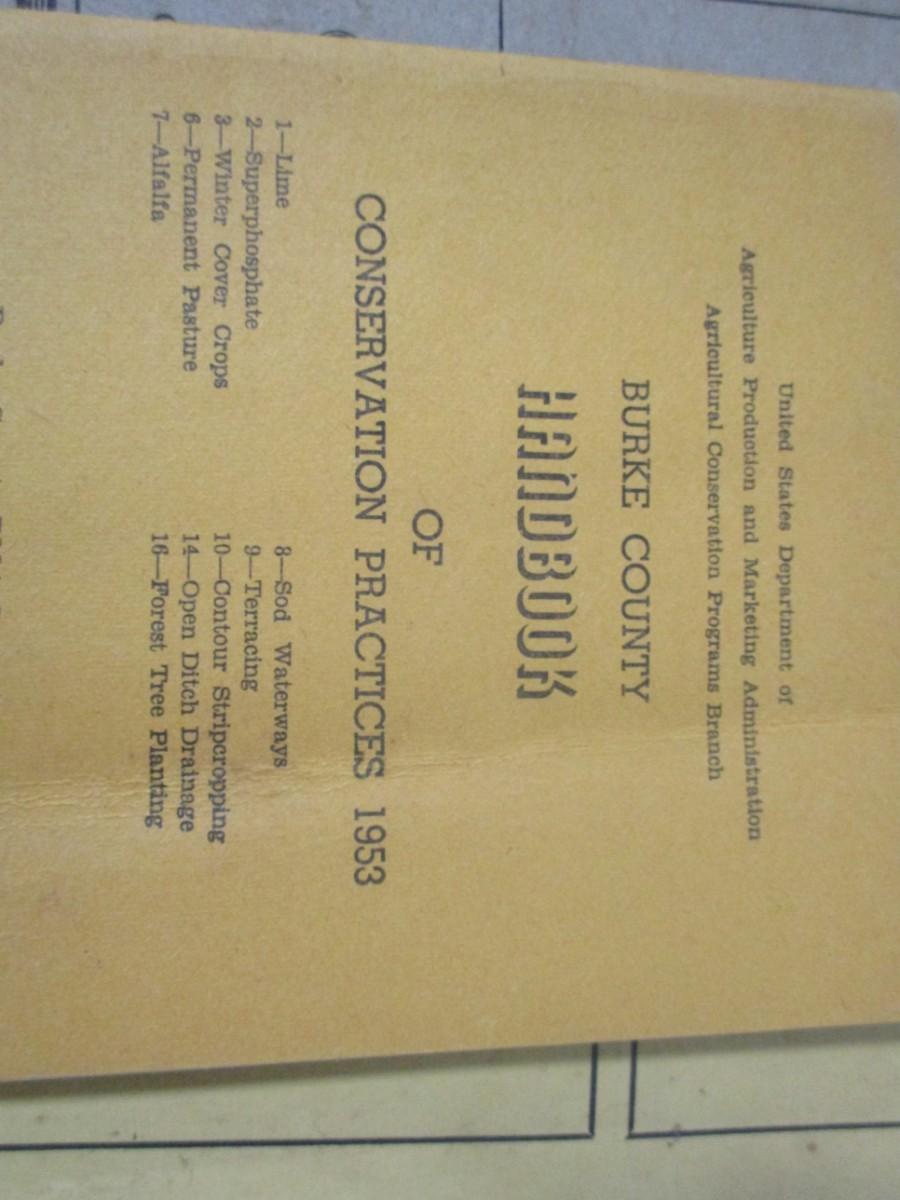 United States Department of
Agriculture Production and Marketing Administration
Agricultural Conservation Programs Branch
BURKE COUNTY
HANDBOOK
OF
CONSERVATION PRACTICES 1953
1—Lime
2—Superphosphate
3—Winter Cover Crops
6—Permanent Pasture
7—Alfalfa
8—Sod Waterways
9—Terracing
10—Contour Stripcropping
14—Open Ditch Drainage
16—Forest Tree Planting